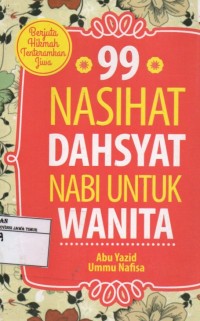 Berjuta
Hikmah
Tenteramkan
Jiwa
99
NASIHAT
DAHSYAT
NABI UNTUK
WANITA
Abu Yazid
Ummu Nafisa